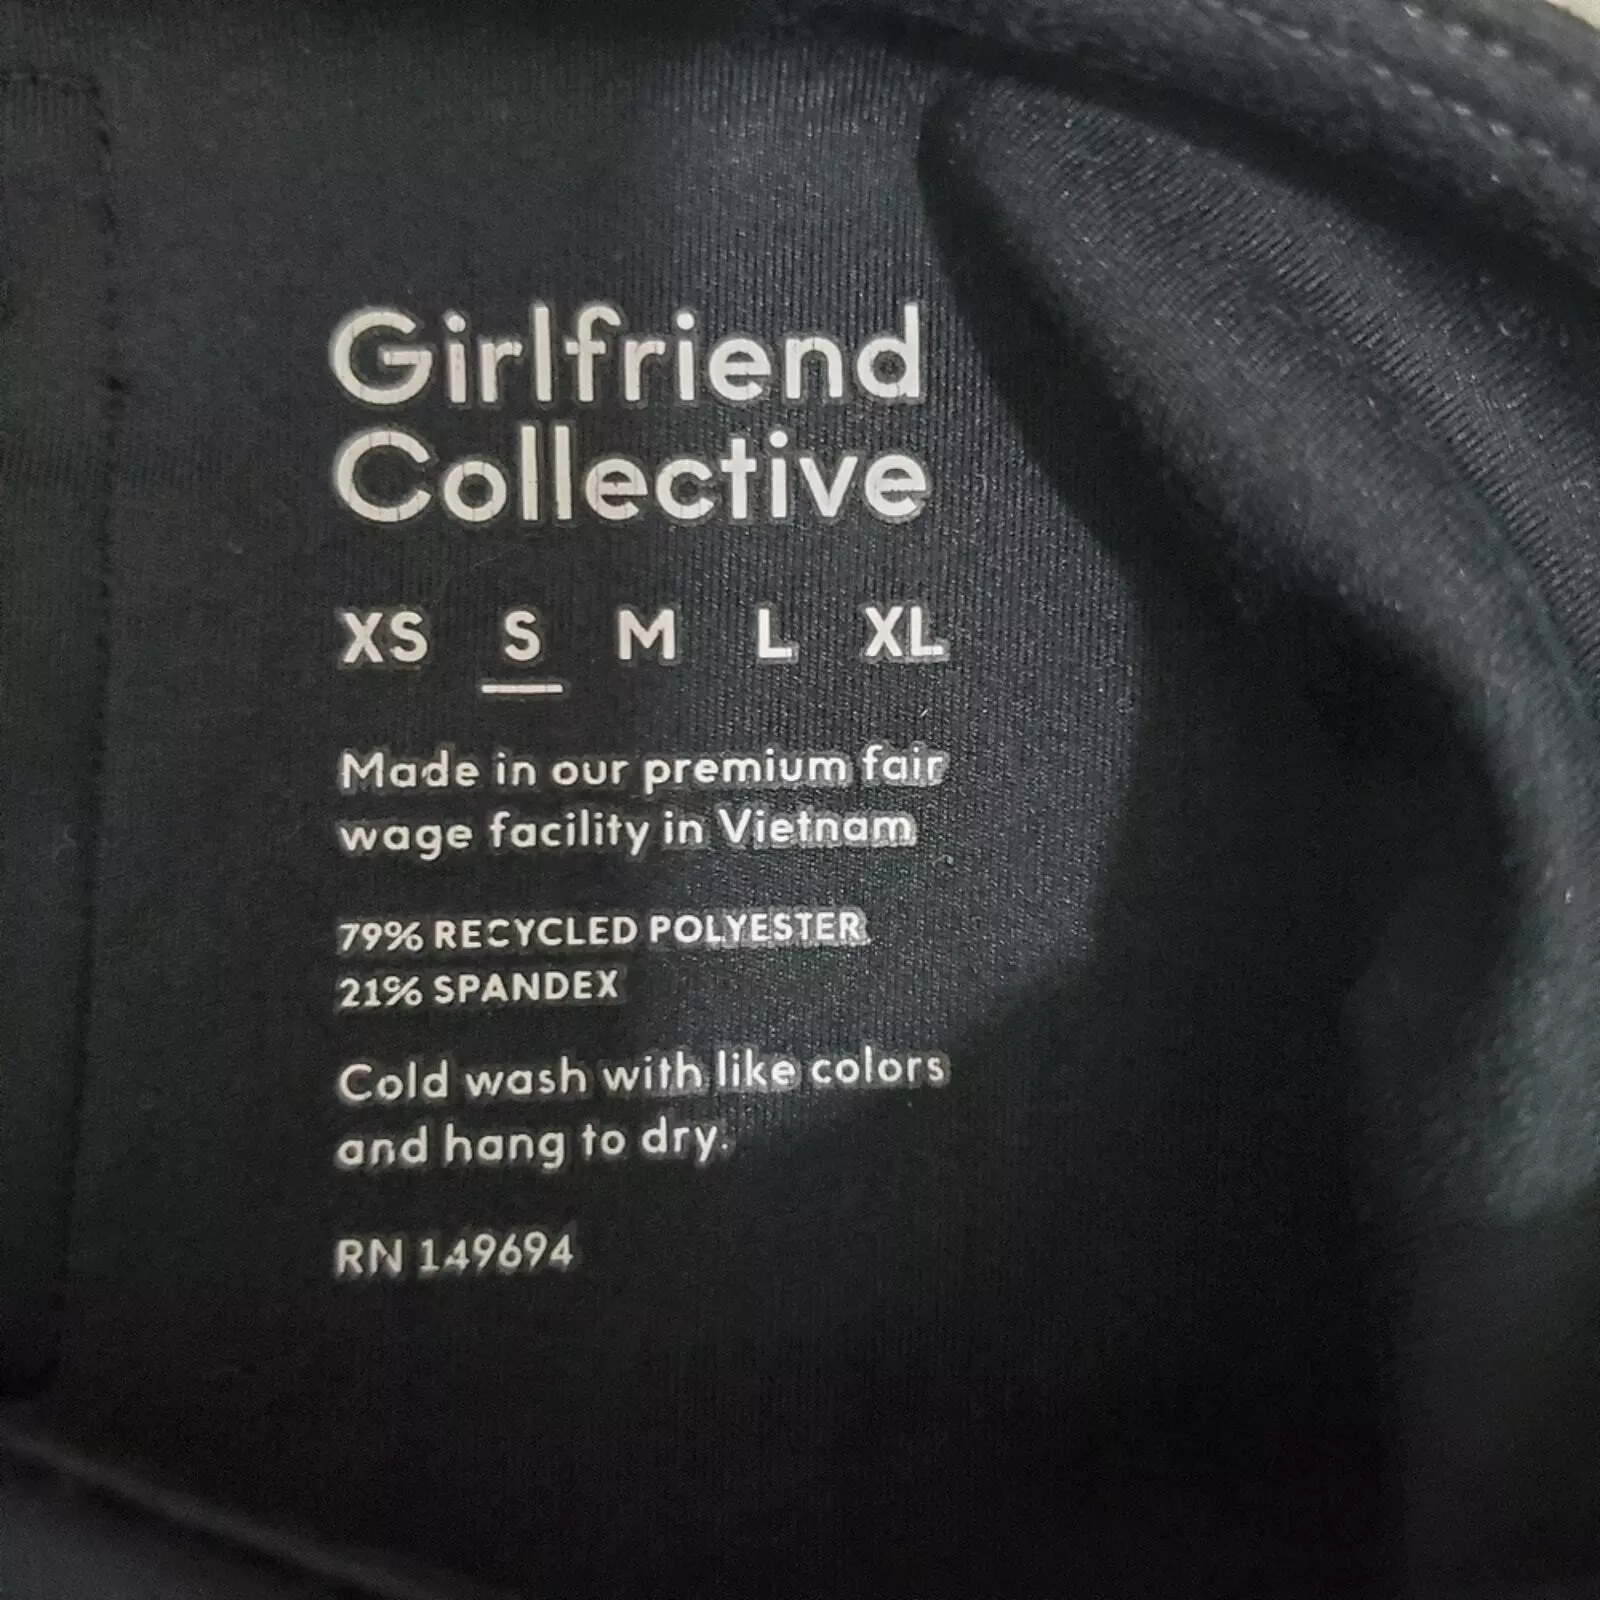 Girlfriend
Collective
XS S M L XL
Made in our premium fair
wage facility in Vietnam
79% RECYCLED POLYESTER
21% SPANDEX
Cold wash with like colors
and hang to dry.
RN 149694